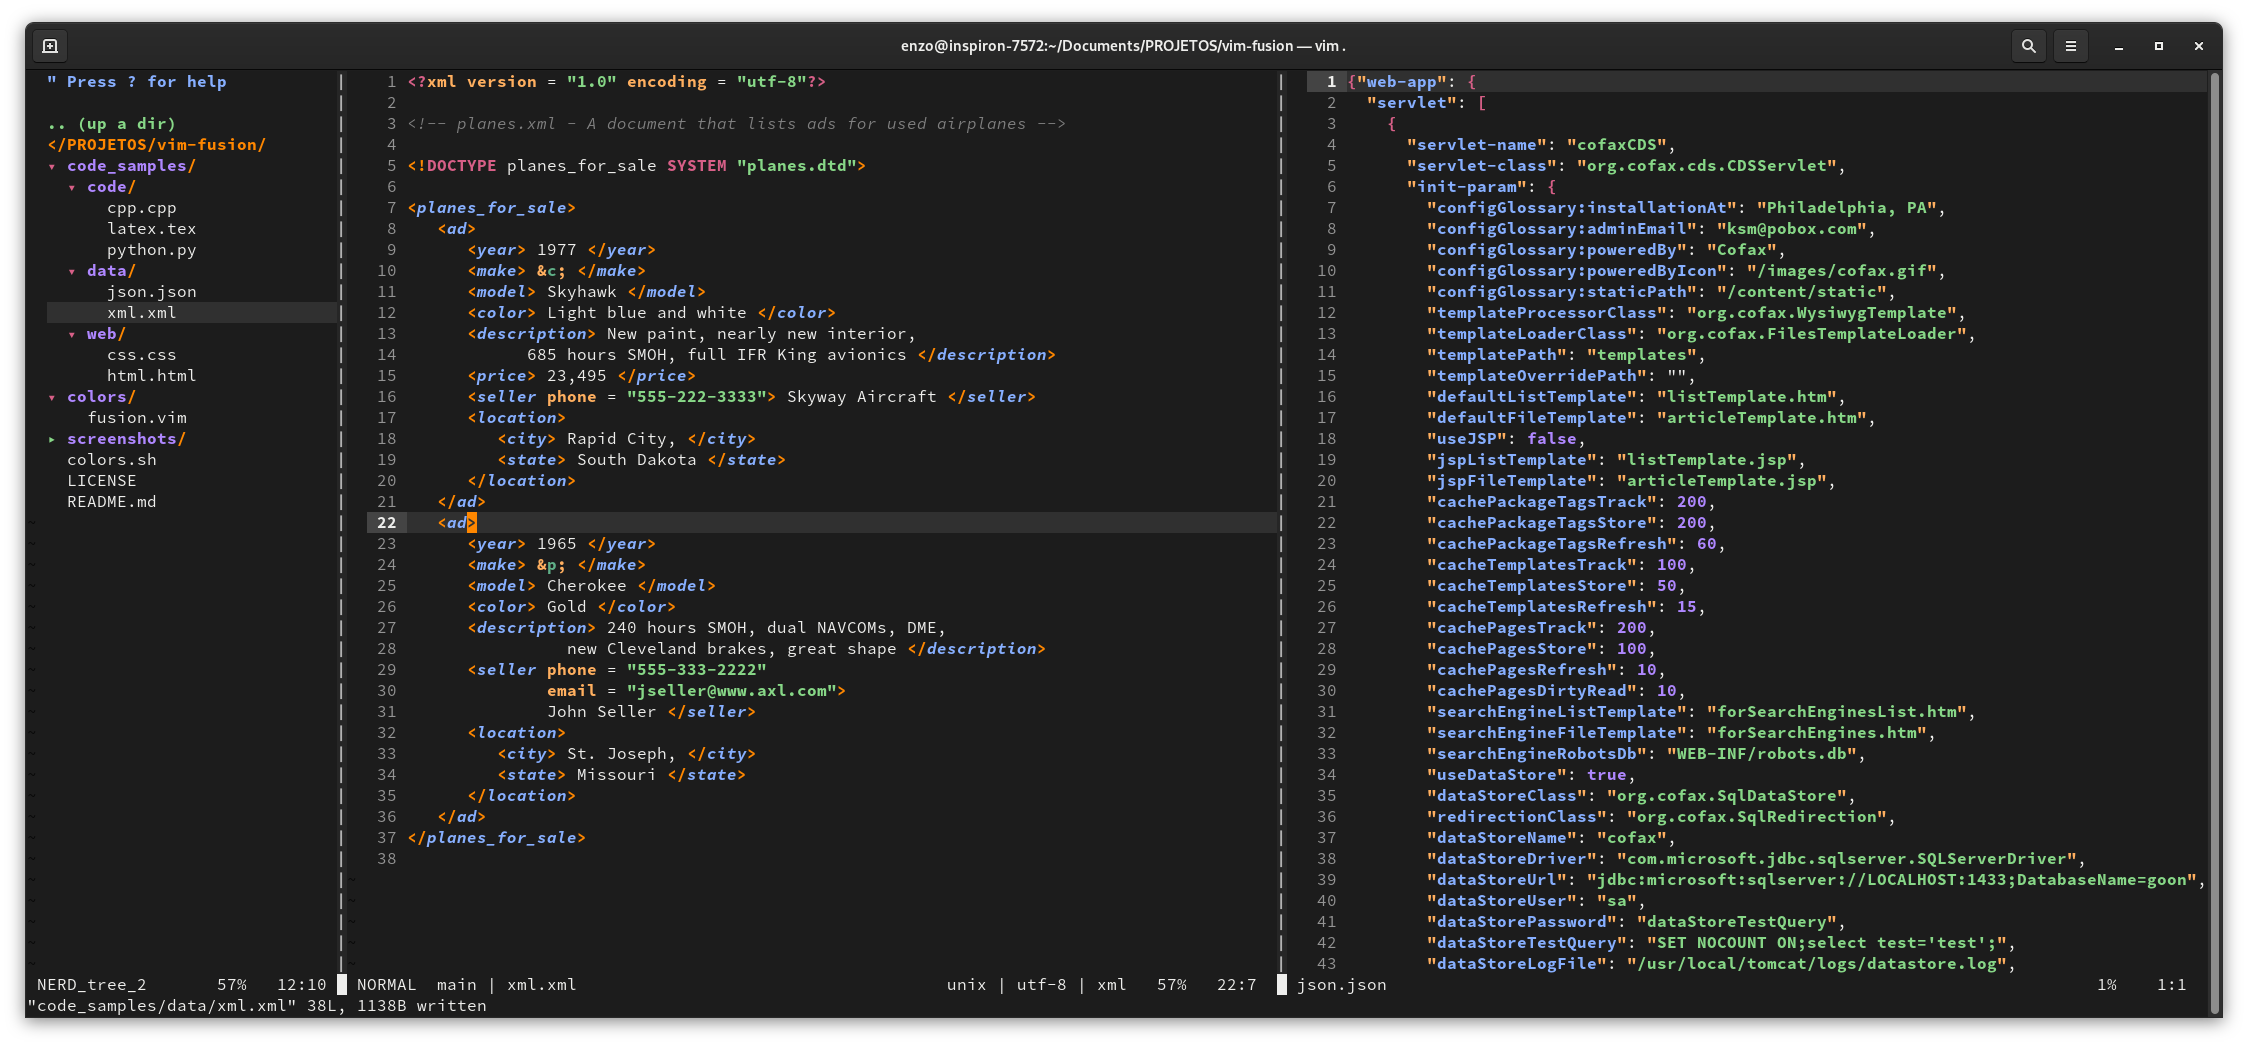 enzo@inspiron-7572:~/Documents/PROJETOS/vim-fusion — vim .
" Press ? for help
.. (up a dir)
</PROJETOS/vim-fusion/
▾ code_samples/
▾ code/
cpp.cpp
latex.tex
python.py
▾ data/
json.json
xml.xml
▾ web/
css.css
html.html
▾ colors/
fusion.vim
▸ screenshots/
colors.sh
LICENSE
README.md
1 <?xml version = "1.0" encoding = "utf-8"?>
2
3 <!-- planes.xml - A document that lists ads for used airplanes -->
4
5 <!DOCTYPE planes_for_sale SYSTEM "planes.dtd">
6
7 <planes_for_sale>
8 <ad>
9 <year> 1977 </year>
10 <make> &c; </make>
11 <model> Skyhawk </model>
12 <color> Light blue and white </color>
13 <description> New paint, nearly new interior,
14 685 hours SMOH, full IFR King avionics </description>
15 <price> 23,495 </price>
16 <seller phone = "555-222-3333"> Skyway Aircraft </seller>
17 <location>
18 <city> Rapid City, </city>
19 <state> South Dakota </state>
20 </location>
21 </ad>
22 <ad>
23 <year> 1965 </year>
24 <make> &p; </make>
25 <model> Cherokee </model>
26 <color> Gold </color>
27 <description> 240 hours SMOH, dual NAVCOMs, DME,
28 new Cleveland brakes, great shape </description>
29 <seller phone = "555-333-2222"
30 email = "jseller@www.axl.com">
31 John Seller </seller>
32 <location>
33 <city> St. Joseph, </city>
34 <state> Missouri </state>
35 </location>
36 </ad>
37 </planes_for_sale>
38
1 {"web-app": {
2 "servlet": [
3 {
4 "servlet-name": "cofaxCDS",
5 "servlet-class": "org.cofax.cds.CDSServlet",
6 "init-param": {
7 "configGlossary:installationAt": "Philadelphia, PA",
8 "configGlossary:adminEmail": "ksm@pobox.com",
9 "configGlossary:poweredBy": "Cofax",
10 "configGlossary:poweredByIcon": "/images/cofax.gif",
11 "configGlossary:staticPath": "/content/static",
12 "templateProcessorClass": "org.cofax.WysiwygTemplate",
13 "templateLoaderClass": "org.cofax.FilesTemplateLoader",
14 "templatePath": "templates",
15 "templateOverridePath": "",
16 "defaultListTemplate": "listTemplate.htm",
17 "defaultFileTemplate": "articleTemplate.htm",
18 "useJSP": false,
19 "jspListTemplate": "listTemplate.jsp",
20 "jspFileTemplate": "articleTemplate.jsp",
21 "cachePackageTagsTrack": 200,
22 "cachePackageTagsStore": 200,
23 "cachePackageTagsRefresh": 60,
24 "cacheTemplatesTrack": 100,
25 "cacheTemplatesStore": 50,
26 "cacheTemplatesRefresh": 15,
27 "cachePagesTrack": 200,
28 "cachePagesStore": 100,
29 "cachePagesRefresh": 10,
30 "cachePagesDirtyRead": 10,
31 "searchEngineListTemplate": "forSearchEnginesList.htm",
32 "searchEngineFileTemplate": "forSearchEngines.htm",
33 "searchEngineRobotsDb": "WEB-INF/robots.db",
34 "useDataStore": true,
35 "dataStoreClass": "org.cofax.SqlDataStore",
36 "redirectionClass": "org.cofax.SqlRedirection",
37 "dataStoreName": "cofax",
38 "dataStoreDriver": "com.microsoft.jdbc.sqlserver.SQLServerDriver",
39 "dataStoreUrl": "jdbc:microsoft:sqlserver://LOCALHOST:1433;DatabaseName=goon",
40 "dataStoreUser": "sa",
41 "dataStorePassword": "dataStoreTestQuery",
42 "dataStoreTestQuery": "SET NOCOUNT ON;select test='test';",
43 "dataStoreLogFile": "/usr/local/tomcat/logs/datastore.log",
NERD_tree_2 57% 12:10 NORMAL main | xml.xml unix | utf-8 | xml 57% 22:7 json.json 1% 1:1
"code_samples/data/xml.xml" 38L, 1138B written